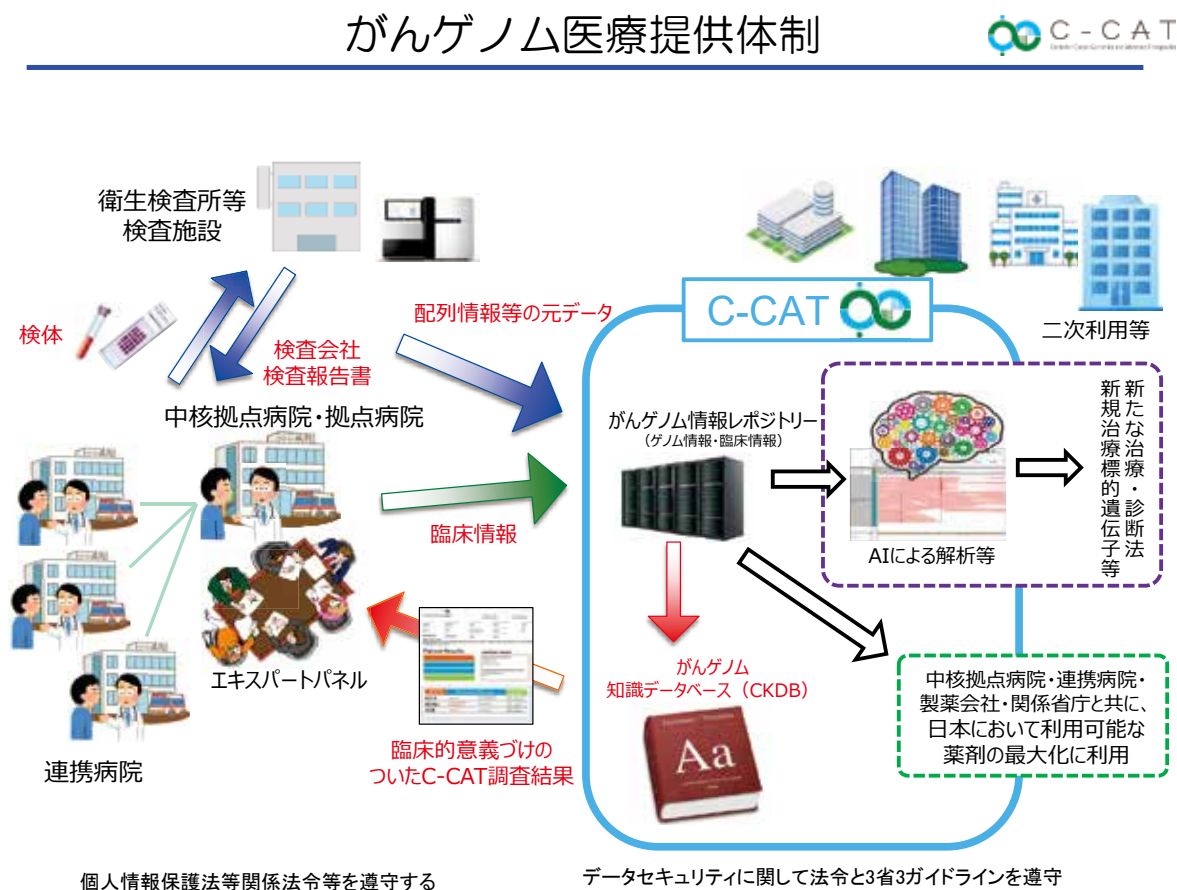 がんゲノム医療提供体制
C-CAT
衛生検査所等
検査施設
検体
検査会社
検査報告書
配列情報等の元データ
中核拠点病院・拠点病院
臨床情報
エキスパートパネル
連携病院
臨床的意義づけの
ついたC-CAT調査結果
C-CAT
二次利用等
がんゲノム情報レポジトリー
(ゲノム情報・臨床情報)
AIによる解析等
新たな治療・診断法
新規治療標的遺伝子等
がんゲノム
知識データベース(CKDB)
Aa
中核拠点病院・連携病院・
製薬会社・関係省庁と共に、
日本において利用可能な
薬剤の最大化に利用
個人情報保護法等関係法令等を遵守する
データセキュリティに関して法令と3省3ガイドラインを遵守